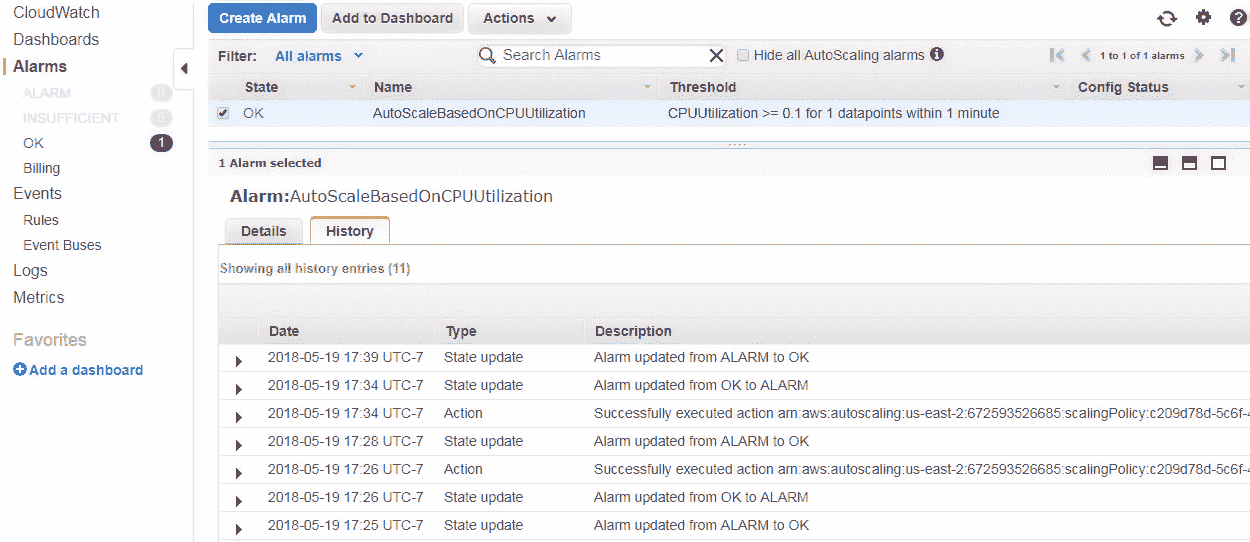 CloudWatch
Dashboards
Alarms
ALARM 0
INSUFFICIENT 0
OK 1
Billing
Events
Rules
Event Buses
Logs
Metrics
Favorites
Add a dashboard
Create Alarm Add to Dashboard Actions
Filter: All alarms Search Alarms Hide all AutoScaling alarms 1 to 1 of 1 alarms
State Name Threshold Config Status
OK AutoScaleBasedOnCPUUtilization CPUUtilization >= 0.1 for 1 datapoints within 1 minute
1 Alarm selected
Alarm:AutoScaleBasedOnCPUUtilization
Details History
Showing all history entries (11)
Date Type Description
2018-05-19 17:39 UTC-7 State update Alarm updated from ALARM to OK
2018-05-19 17:34 UTC-7 State update Alarm updated from OK to ALARM
2018-05-19 17:34 UTC-7 Action Successfully executed action arn:aws:autoscaling:us-east-2:672593526685:scalingPolicy:c209d78d-5c6f-4
2018-05-19 17:28 UTC-7 State update Alarm updated from ALARM to OK
2018-05-19 17:26 UTC-7 Action Successfully executed action arn:aws:autoscaling:us-east-2:672593526685:scalingPolicy:c209d78d-5c6f-4
2018-05-19 17:26 UTC-7 State update Alarm updated from OK to ALARM
2018-05-19 17:25 UTC-7 State update Alarm updated from ALARM to OK